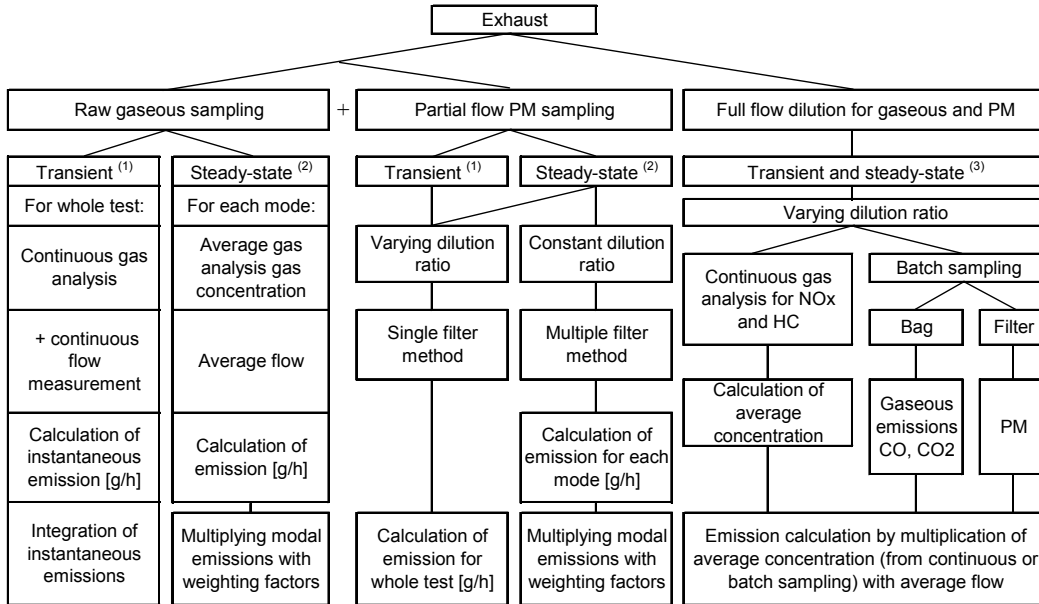 Exhaust
Raw gaseous sampling
+
Partial flow PM sampling
Full flow dilution for gaseous and PM
Transient (1)
Steady-state (2)
Transient (1)
Steady-state (2)
Transient and steady-state (3)
For whole test:
For each mode:
Varying dilution ratio
Continuous gas
analysis
Average gas
analysis gas
concentration
Varying dilution
ratio
Constant dilution
ratio
Continuous gas
analysis for NOx
and HC
Batch sampling
+ continuous
flow
measurement
Average flow
Single filter
method
Multiple filter
method
Bag
Filter
Calculation of
average
concentration
Gaseous
emissions
CO, CO2
PM
Calculation of
instantaneous
emission [g/h]
Calculation of
emission [g/h]
Calculation of
emission for each
mode [g/h]
Integration of
instantaneous
emissions
Multiplying modal
emissions with
weighting factors
Calculation of
emission for
whole test [g/h]
Multiplying modal
emissions with
weighting factors
Emission calculation by multiplication of
average concentration (from continuous or
batch sampling) with average flow